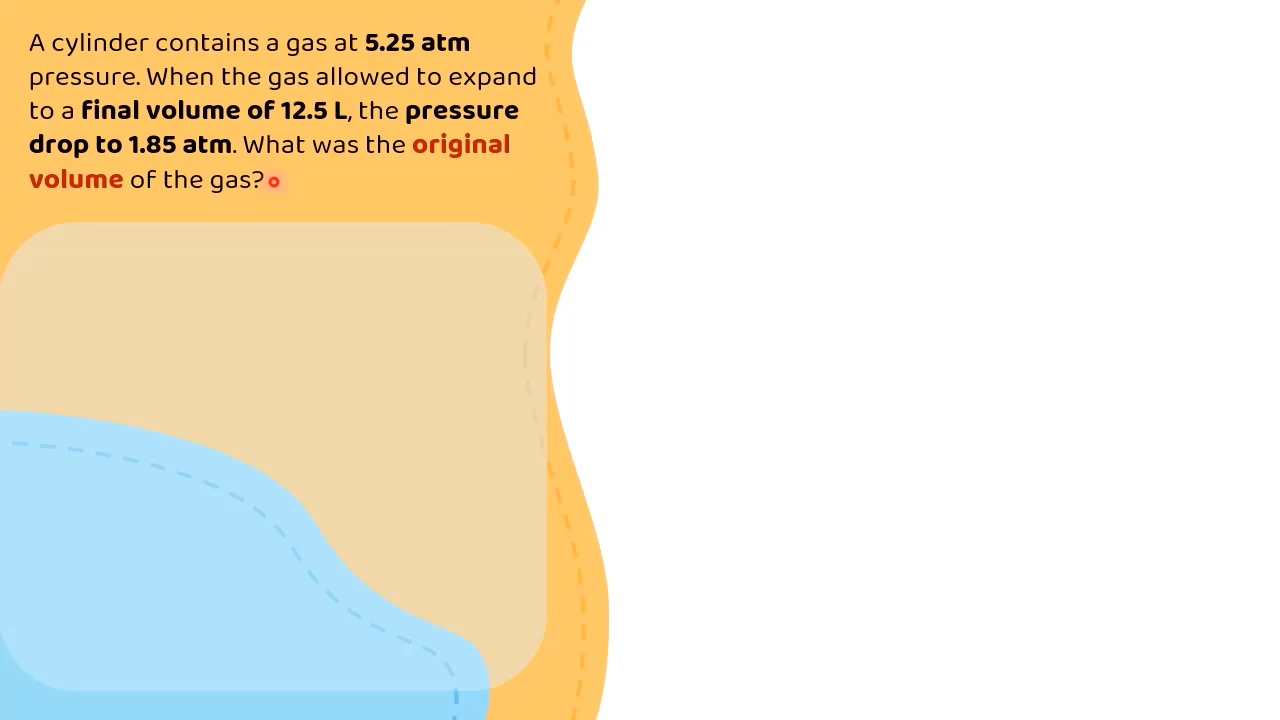 A cylinder contains a gas at 5.25 atm
pressure. When the gas allowed to expand
to a final volume of 12.5 L, the pressure
drop to 1.85 atm. What was the original
volume of the gas?